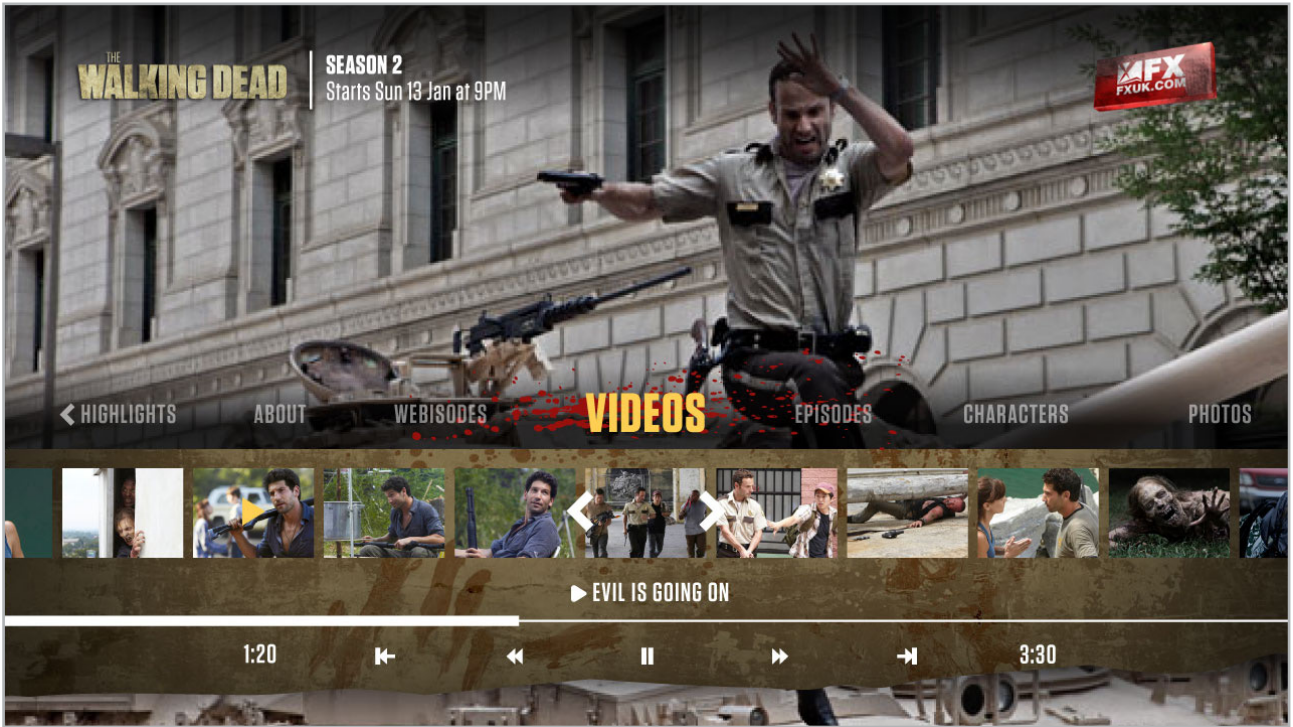 THE
WALKING DEAD
SEASON 2
Starts Sun 13 Jan at 9PM
FX
FXUK.COM
HIGHLIGHTS
ABOUT
WEBISODES
VIDEOS
EPISODES
CHARACTERS
PHOTOS
EVIL IS GOING ON
1:20
3:30